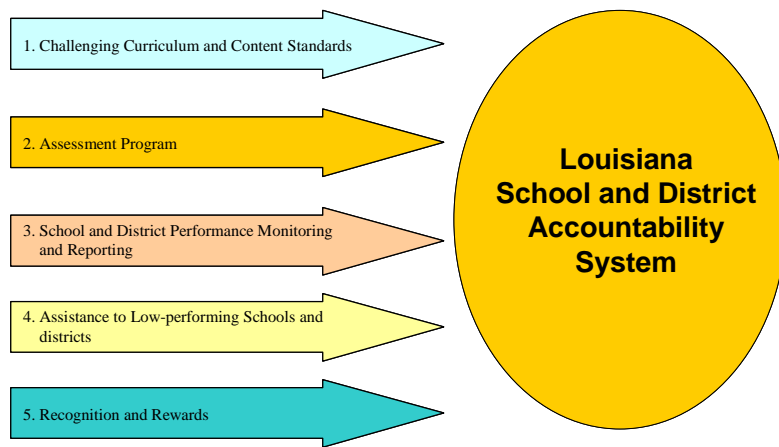 1. Challenging Curriculum and Content Standards
2. Assessment Program
3. School and District Performance Monitoring
and Reporting
4. Assistance to Low-performing Schools and
districts
5. Recognition and Rewards
Louisiana
School and District
Accountability
System